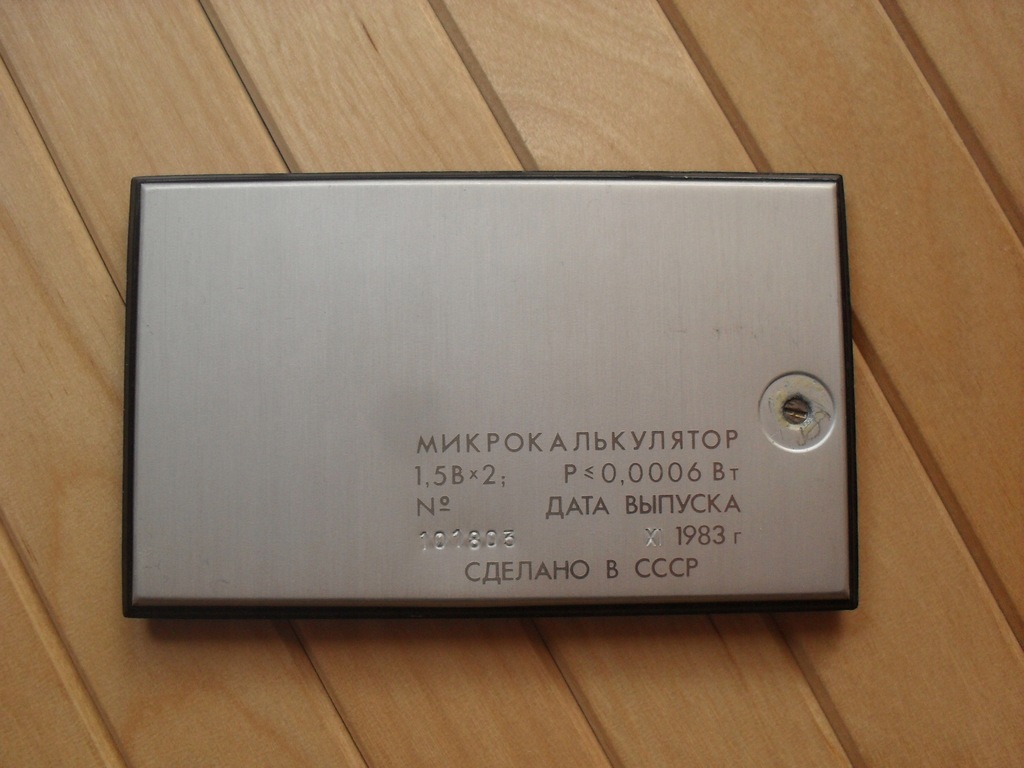 МИКРОКАЛЬКУЛЯТОР
1,5В×2; Р≤0,0006 Вт
№ ДАТА ВЫПУСКА
101803 XI 1983 г
СДЕЛАНО В СССР